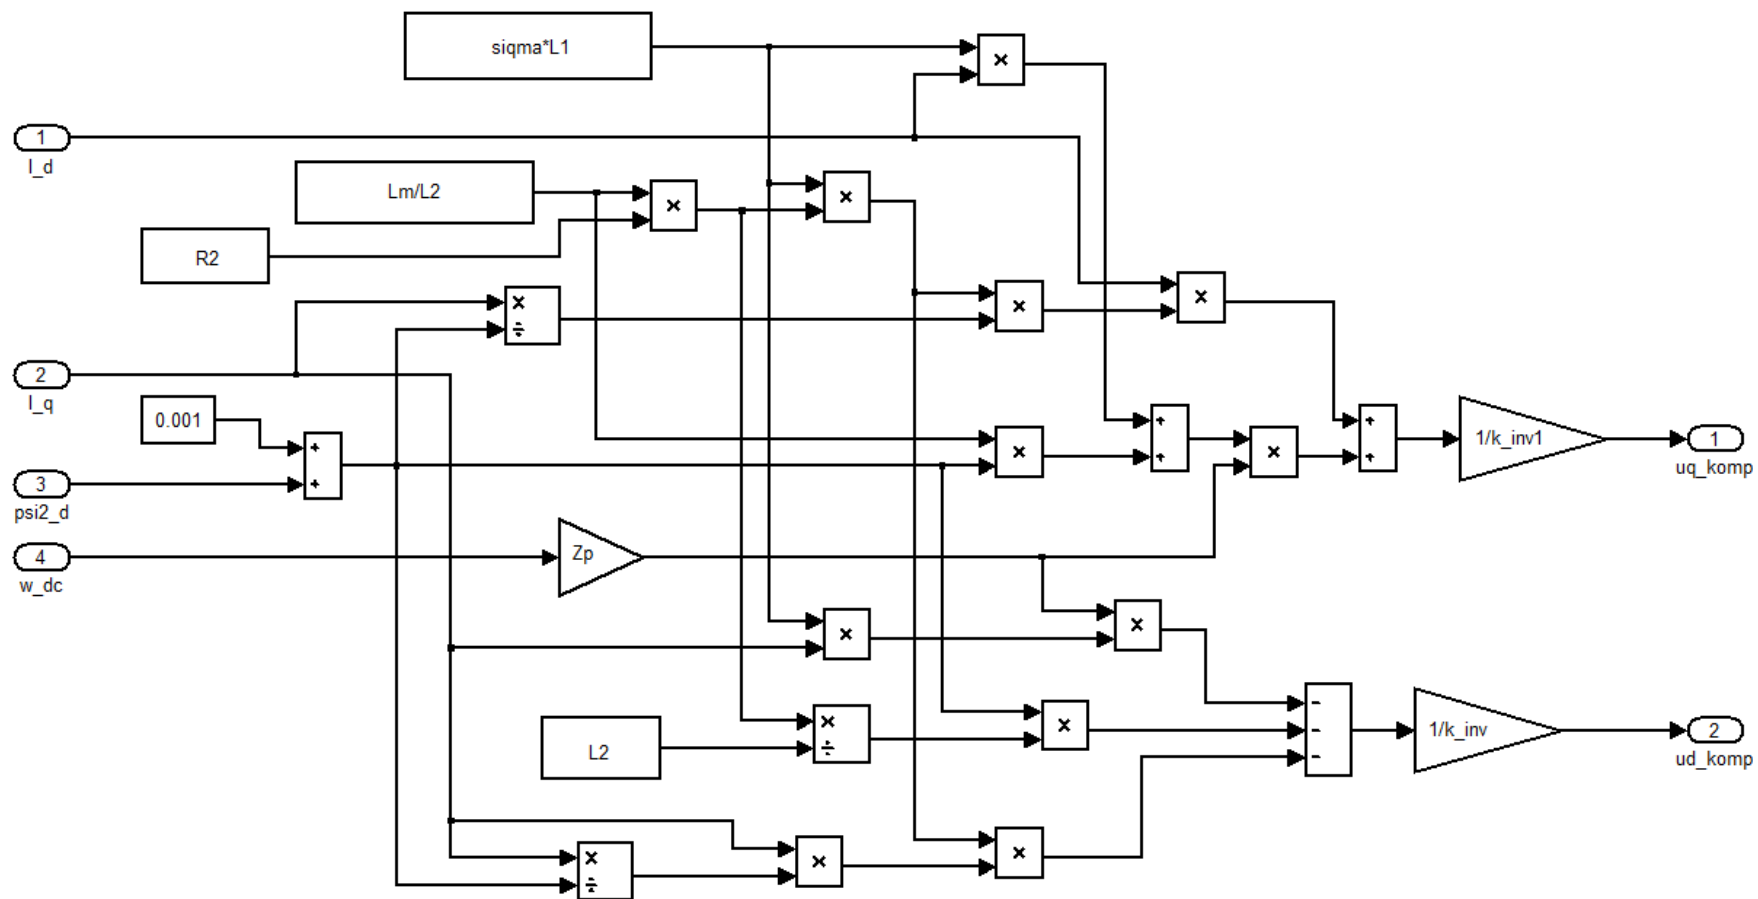 siqma*L1
×
1
I_d
Lm/L2
×
×
R2
×
÷
×
×
2
I_q
0.001
+
+
3
psi2_d
×
+
+
×
+
+
1/k_inv1
1
uq_komp
4
w_dc
Zp
×
×
L2
×
÷
×
-
-
-
1/k_inv
2
ud_komp
×
÷
×
×